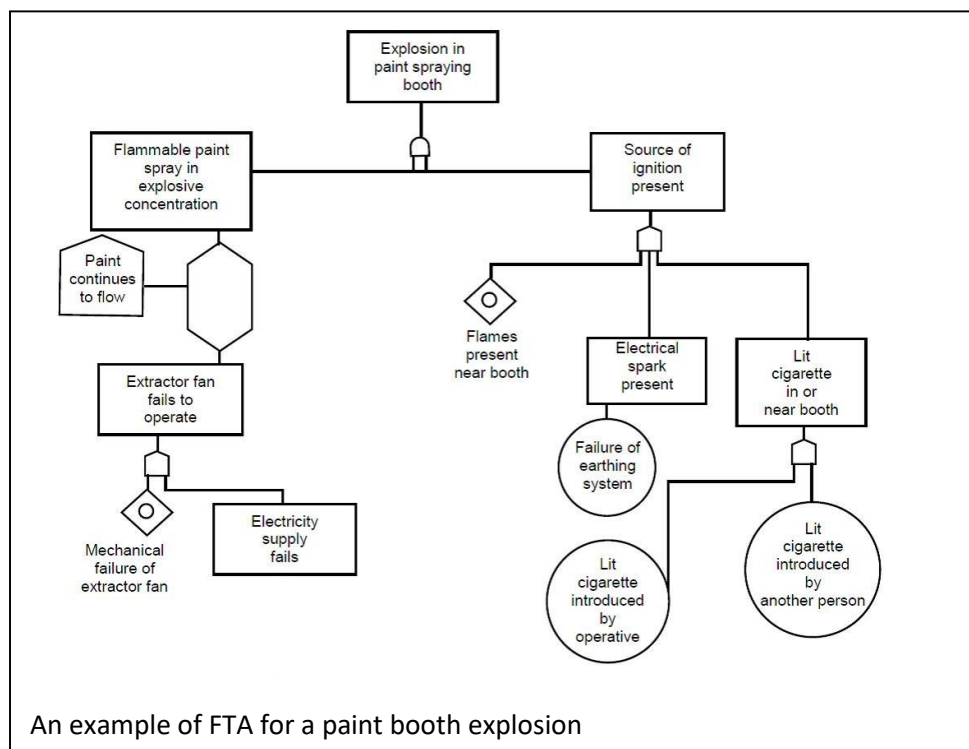 Explosion in
paint spraying
booth
Flammable paint
spray in
explosive
concentration
Source of
ignition
present
Paint
continues
to flow
Flames
present
near booth
Electrical
spark
present
Lit
cigarette
in or
near booth
Extractor fan
fails to
operate
Failure of
earthing
system
Mechanical
failure of
extractor fan
Electricity
supply
fails
Lit
cigarette
introduced
by
operative
Lit
cigarette
introduced
by
another person
An example of FTA for a paint booth explosion